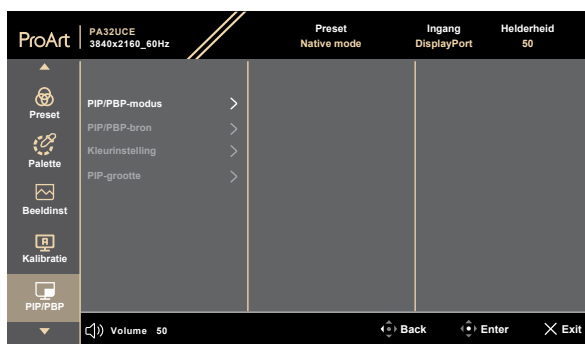 ProArt
PA32UCE
3840x2160_60Hz
Preset
Native mode
Ingang
DisplayPort
Helderheid
50
Preset
Palette
Beeldinst
Kalibratie
PIP/PBP
PIP/PBP-modus
PIP/PBP-bron
Kleurinstelling
PIP-grootte
Volume 50
Back
Enter
Exit